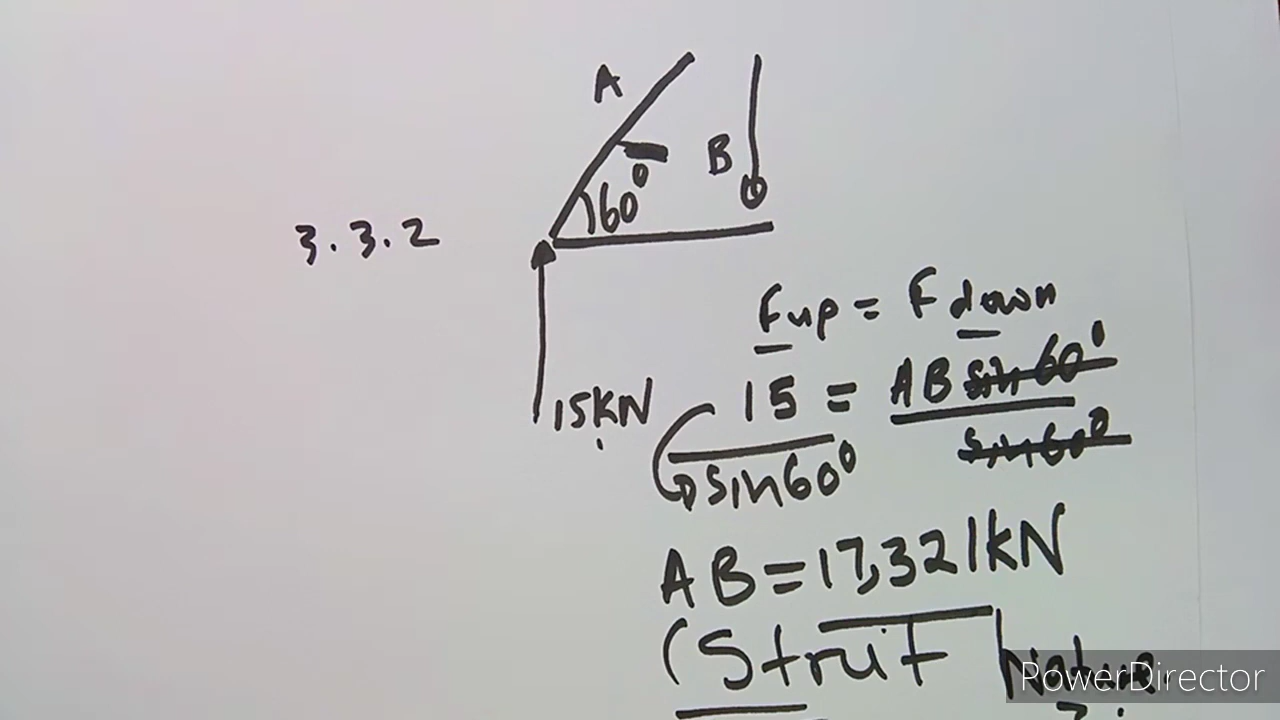 A
B
60°
3.3.2
15KN
Fup = Fdown
15 = AB sin60°
sin60° sin60°
AB = 17,321kN
(Strut
PowerDirector